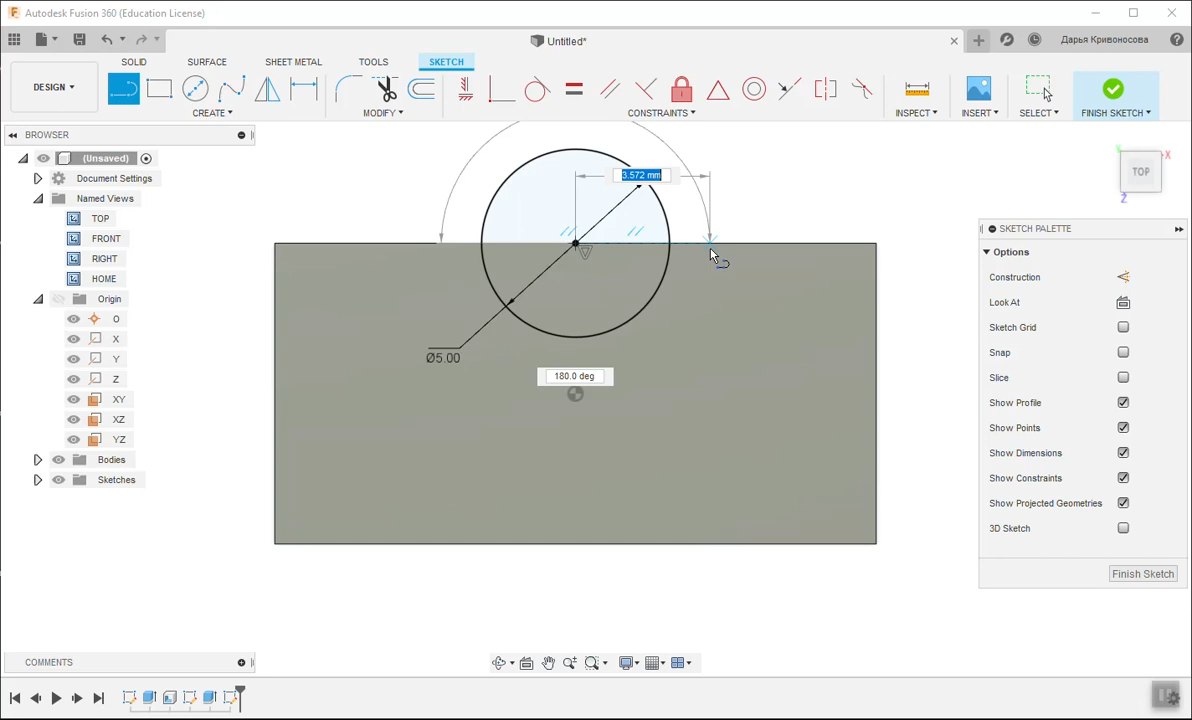 Autodesk Fusion 360 (Education License)
Untitled*
Дарья Кривоносова
DESIGN
SOLID
SURFACE
SHEET METAL
TOOLS
SKETCH
CREATE
MODIFY
CONSTRAINTS
INSPECT
INSERT
SELECT
FINISH SKETCH
BROWSER
(Unsaved)
Document Settings
Named Views
TOP
FRONT
RIGHT
HOME
Origin
O
X
Y
Z
XY
XZ
YZ
Bodies
Sketches
3.572 mm
Ø5.00
180.0 deg
Y
X
TOP
Z
SKETCH PALETTE
Options
Construction
Look At
Sketch Grid
Snap
Slice
Show Profile
Show Points
Show Dimensions
Show Constraints
Show Projected Geometries
3D Sketch
Finish Sketch
COMMENTS